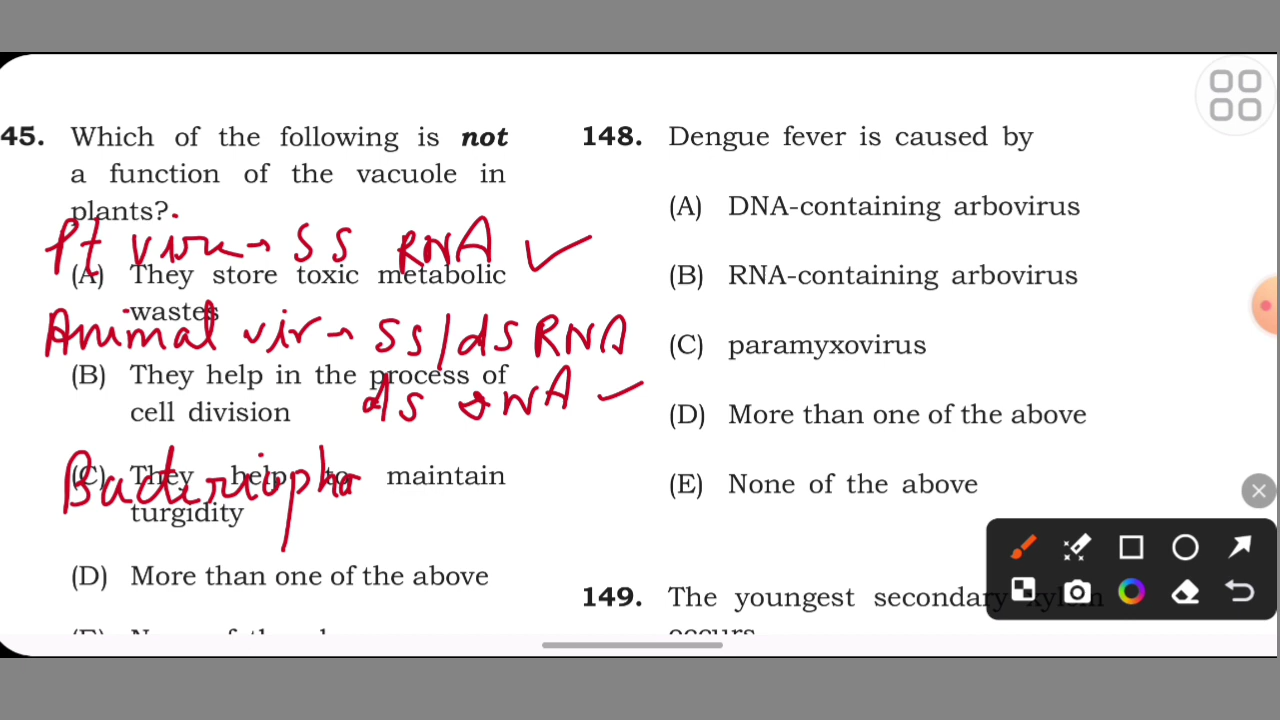 45. Which of the following is not
a function of the vacuole in
plants?
Pt virus → SS RNA ✓
(A) They store toxic metabolic
wastes
Animal vir → SS/dS RNA
(B) They help in the process of
cell division
dS DNA
(C) They help to maintain
turgidity
Bacteriopha
(D) More than one of the above
148. Dengue fever is caused by
(A) DNA-containing arbovirus
(B) RNA-containing arbovirus
(C) paramyxovirus
(D) More than one of the above
(E) None of the above
149. The youngest secondary xylem
occurs